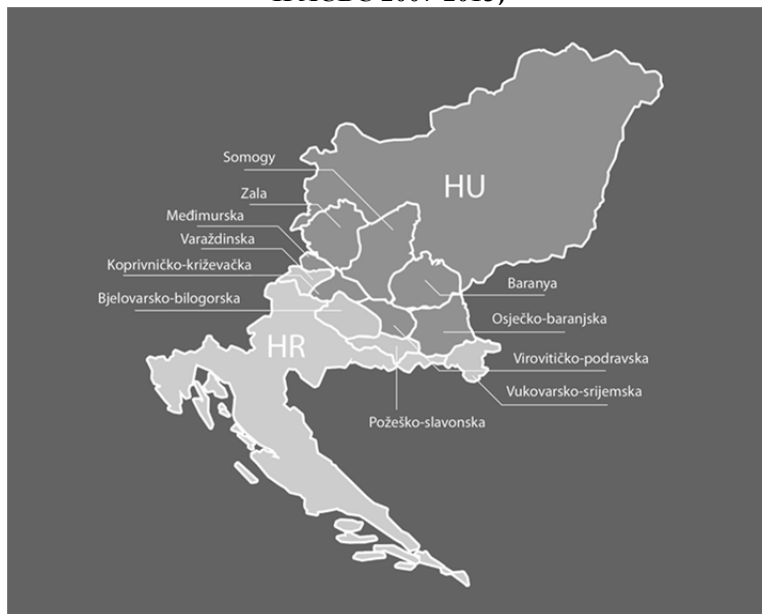 Somogy
HU
Zala
Međimurska
Varaždinska
Koprivničko-križevačka
Bjelovarsko-bilogorska
Baranya
Osječko-baranjska
HR
Virovitičko-podravska
Vukovarsko-srijemska
Požeško-slavonska